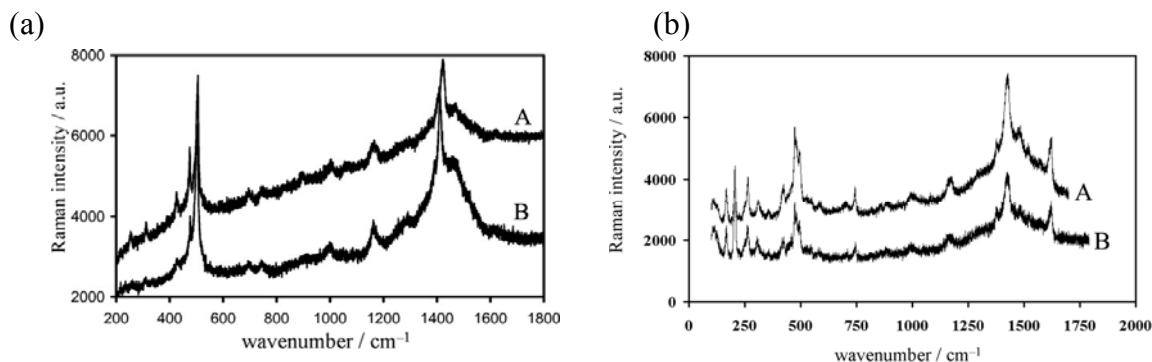 (a)
(b)
8000
6000
4000
2000
Raman intensity / a.u.
A
B
200 400 600 800 1000 1200 1400 1600 1800
wavenumber / cm⁻¹
8000
6000
4000
2000
0
Raman intensity / a.u.
A
B
0 250 500 750 1000 1250 1500 1750 2000
wavenumber / cm⁻¹